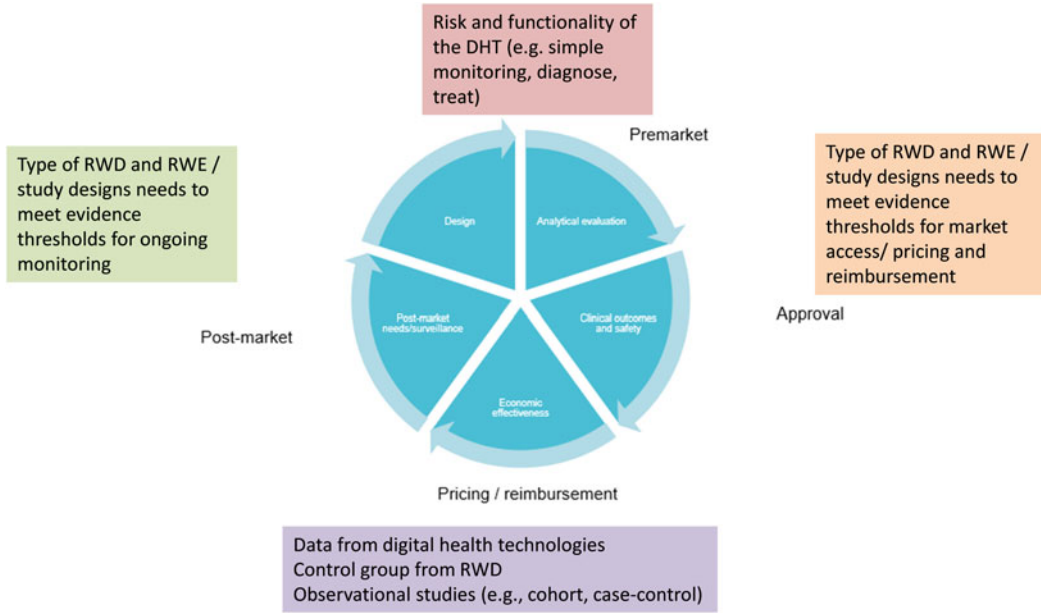 Risk and functionality of
the DHT (e.g. simple
monitoring, diagnose,
treat)
Premarket
Type of RWD and RWE /
study designs needs to
meet evidence
thresholds for ongoing
monitoring
Type of RWD and RWE /
study designs needs to
meet evidence
thresholds for market
access/ pricing and
reimbursement
Design
Analytical evaluation
Post-market
needs/surveillance
Clinical outcomes
and safety
Approval
Post-market
Economic
effectiveness
Pricing / reimbursement
Data from digital health technologies
Control group from RWD
Observational studies (e.g., cohort, case-control)